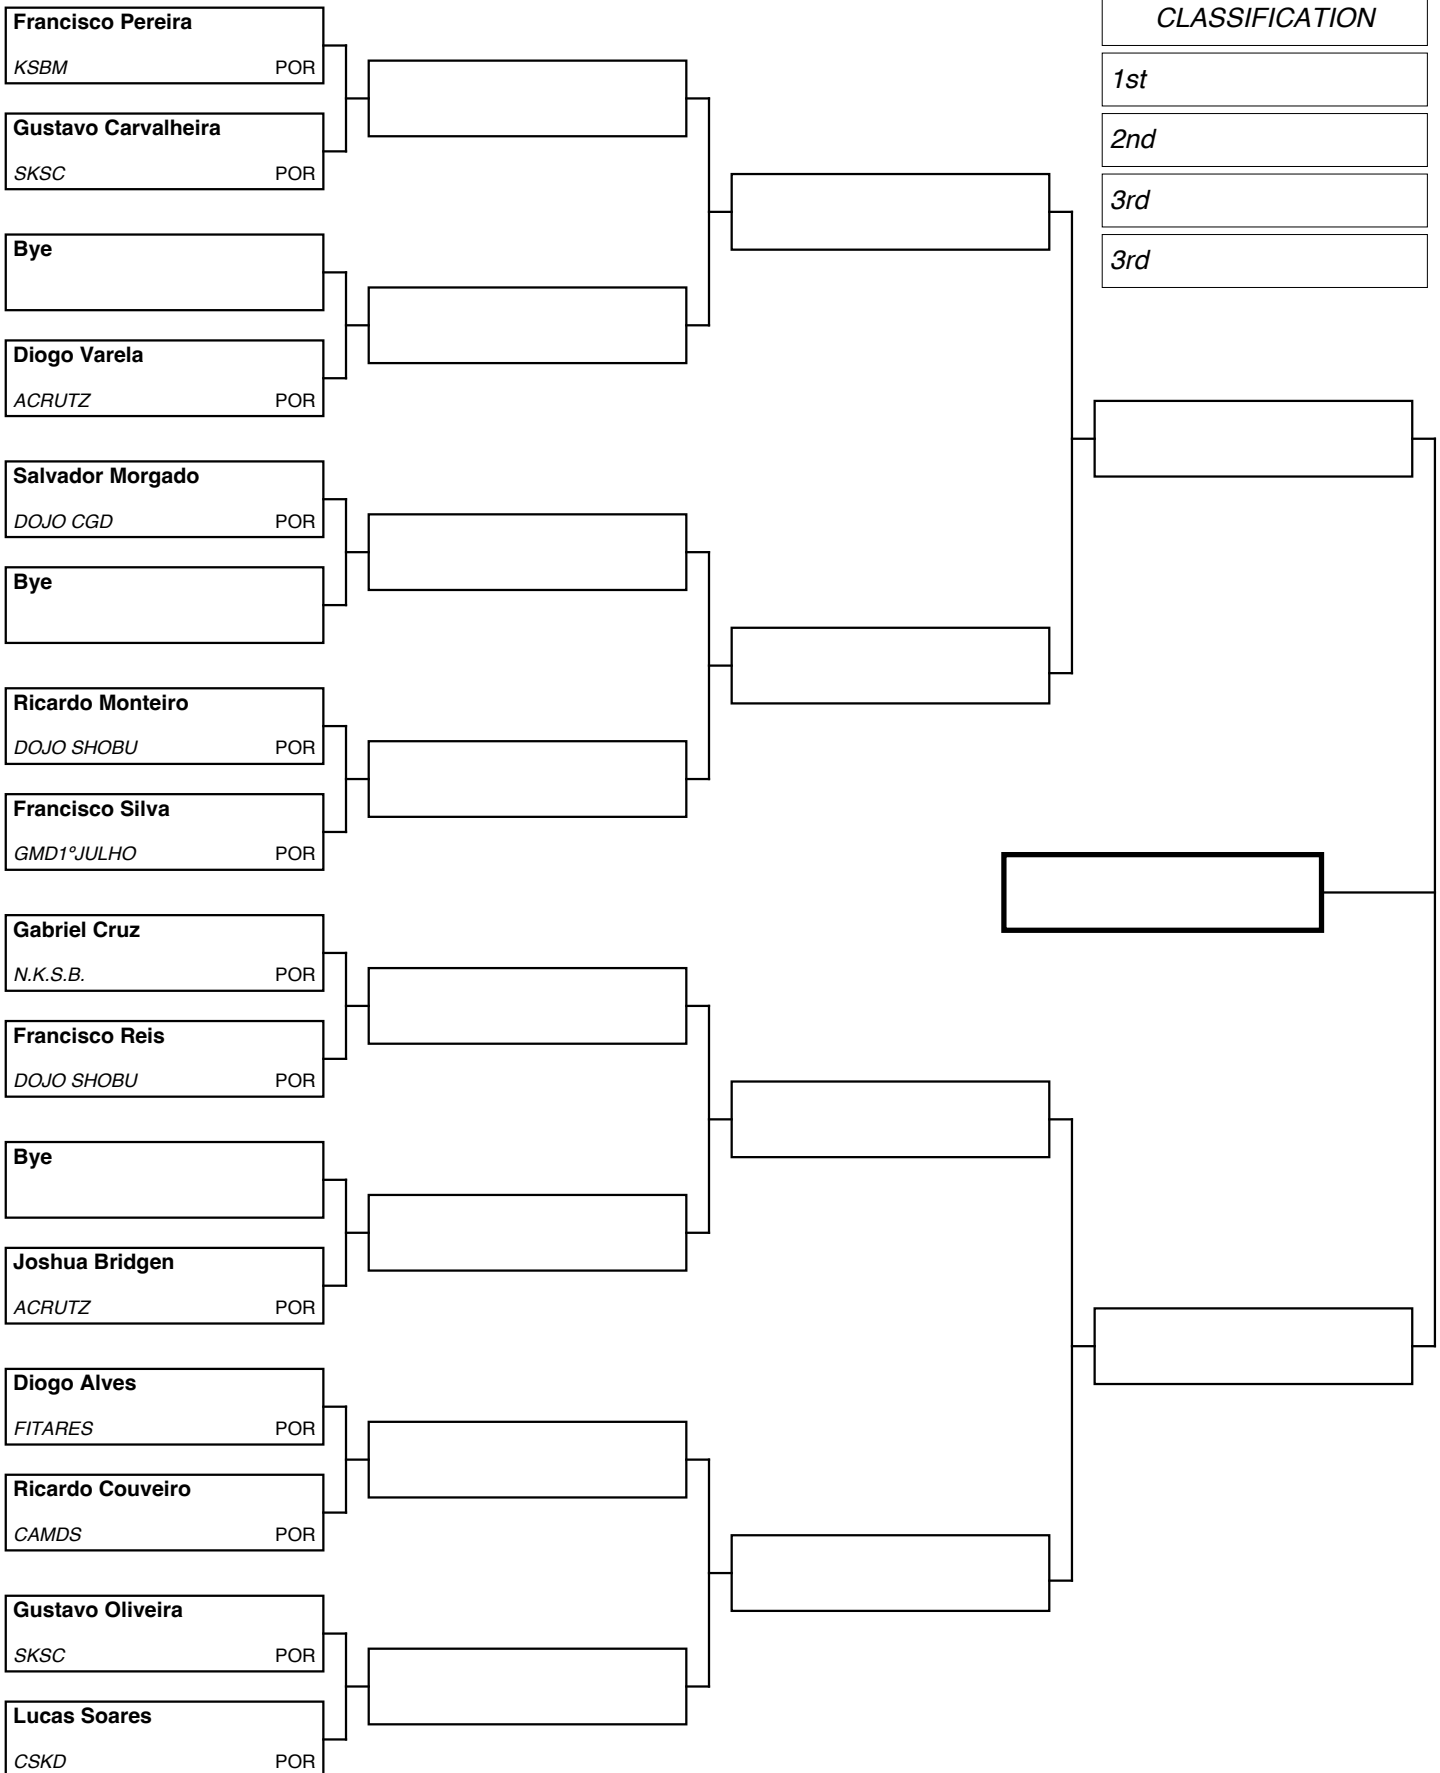 Francisco Pereira
KSBM POR
Gustavo Carvalheira
SKSC POR
Bye
Diogo Varela
ACRUTZ POR
Salvador Morgado
DOJO CGD POR
Bye
Ricardo Monteiro
DOJO SHOBU POR
Francisco Silva
GMD1ºJULHO POR
Gabriel Cruz
N.K.S.B. POR
Francisco Reis
DOJO SHOBU POR
Bye
Joshua Bridgen
ACRUTZ POR
Diogo Alves
FITARES POR
Ricardo Couveiro
CAMDS POR
Gustavo Oliveira
SKSC POR
Lucas Soares
CSKD POR
CLASSIFICATION
1st
2nd
3rd
3rd